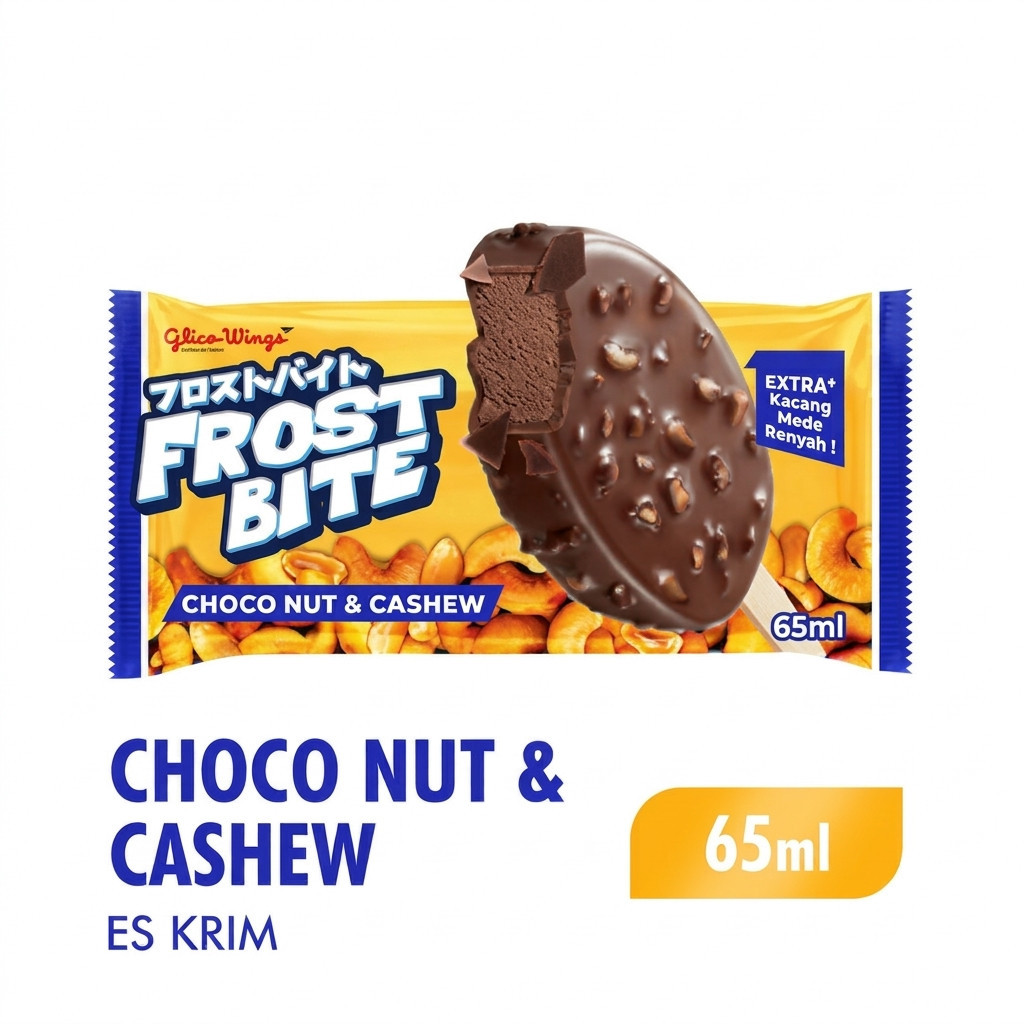 Glico Wings
フロストバイト
FROST
BITE
EXTRA+
Kacang
Mede
Renyah !
CHOCO NUT & CASHEW
65ml
CHOCO NUT &
CASHEW
65ml
ES KRIM